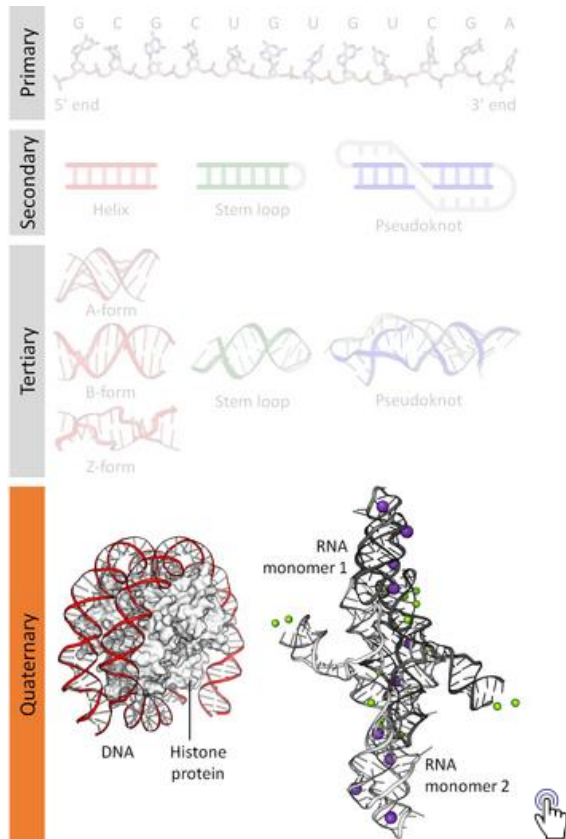 Primary
G C G C U G U G U C G A
5' end
3' end
Secondary
Helix
Stem loop
Pseudoknot
Tertiary
A-form
B-form
Z-form
Stem loop
Pseudoknot
Quaternary
DNA
Histone
protein
RNA
monomer 1
RNA
monomer 2